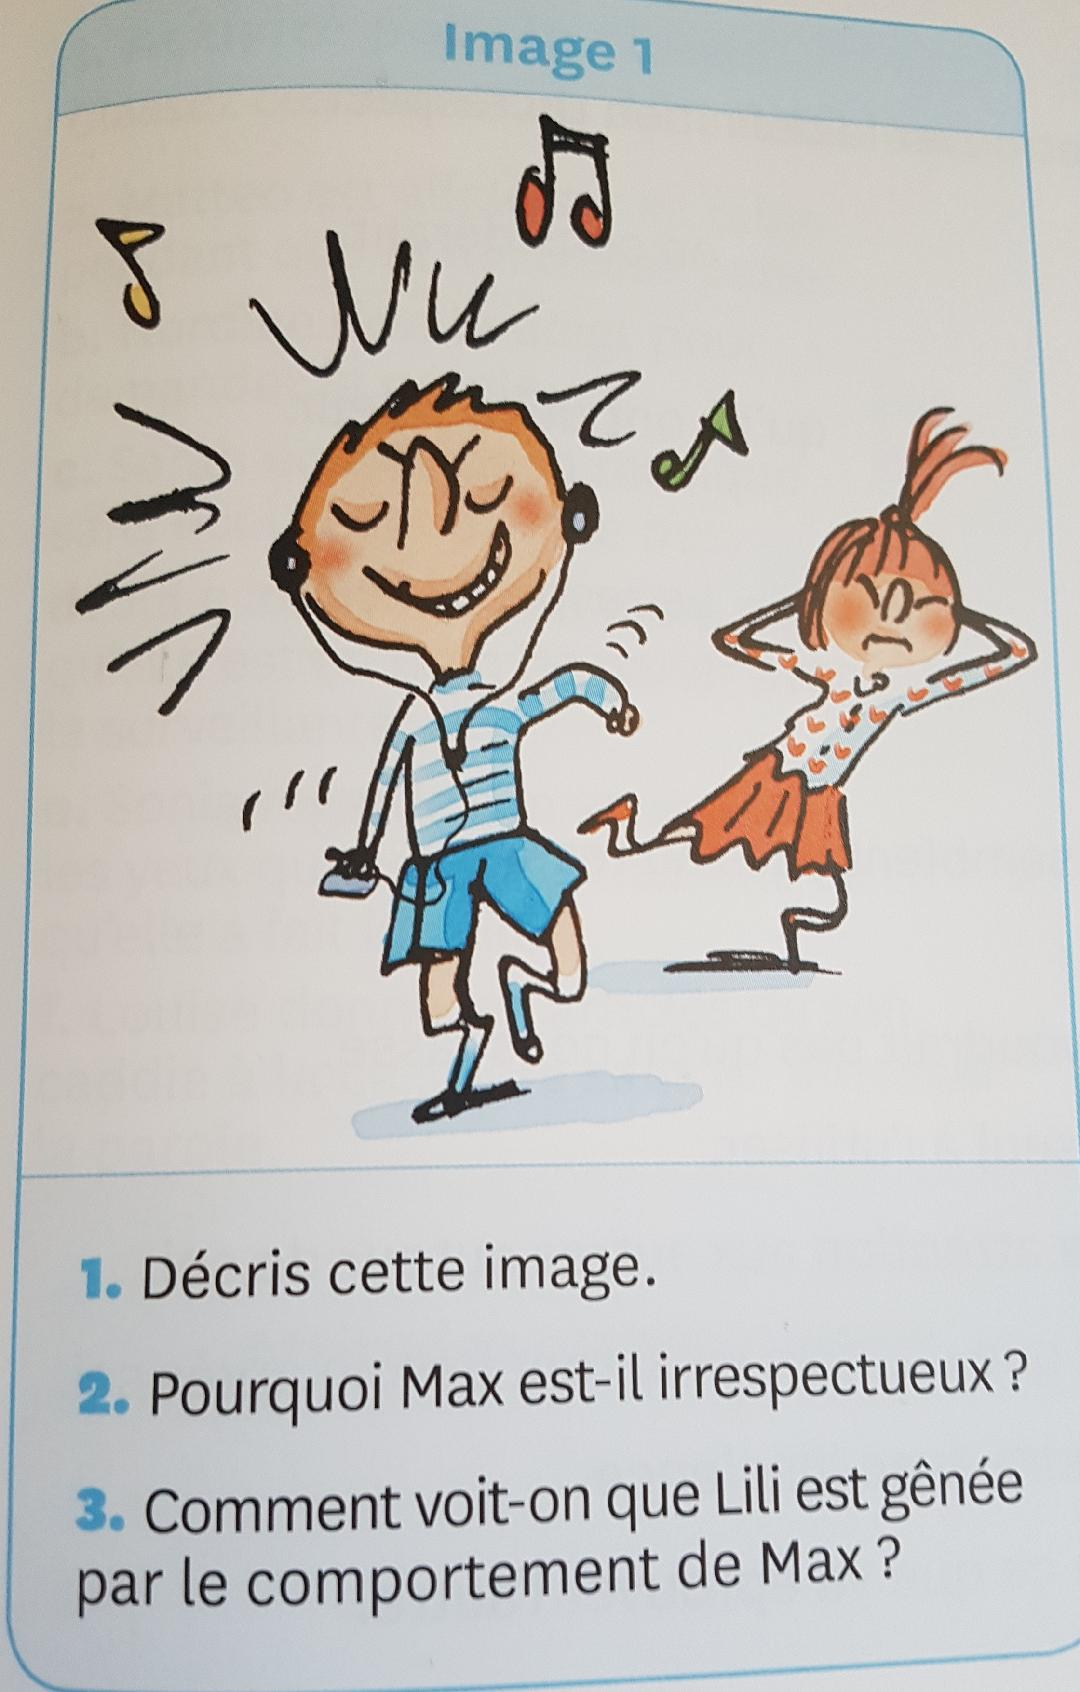 Image 1
1. Décris cette image.
2. Pourquoi Max est-il irrespectueux ?
3. Comment voit-on que Lili est gênée
par le comportement de Max ?